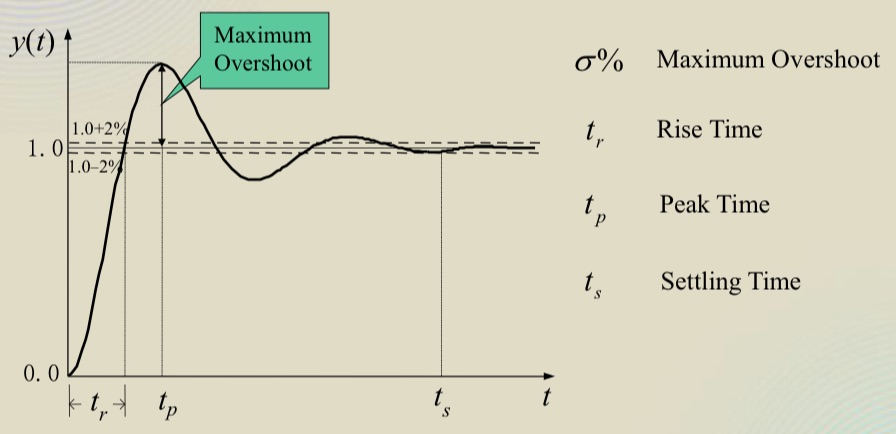 y(t)
Maximum
Overshoot
1.0+2%
1.0
1.0−2%
0.0
t_r
t_p
t_s
t
σ% Maximum Overshoot
t_r Rise Time
t_p Peak Time
t_s Settling Time